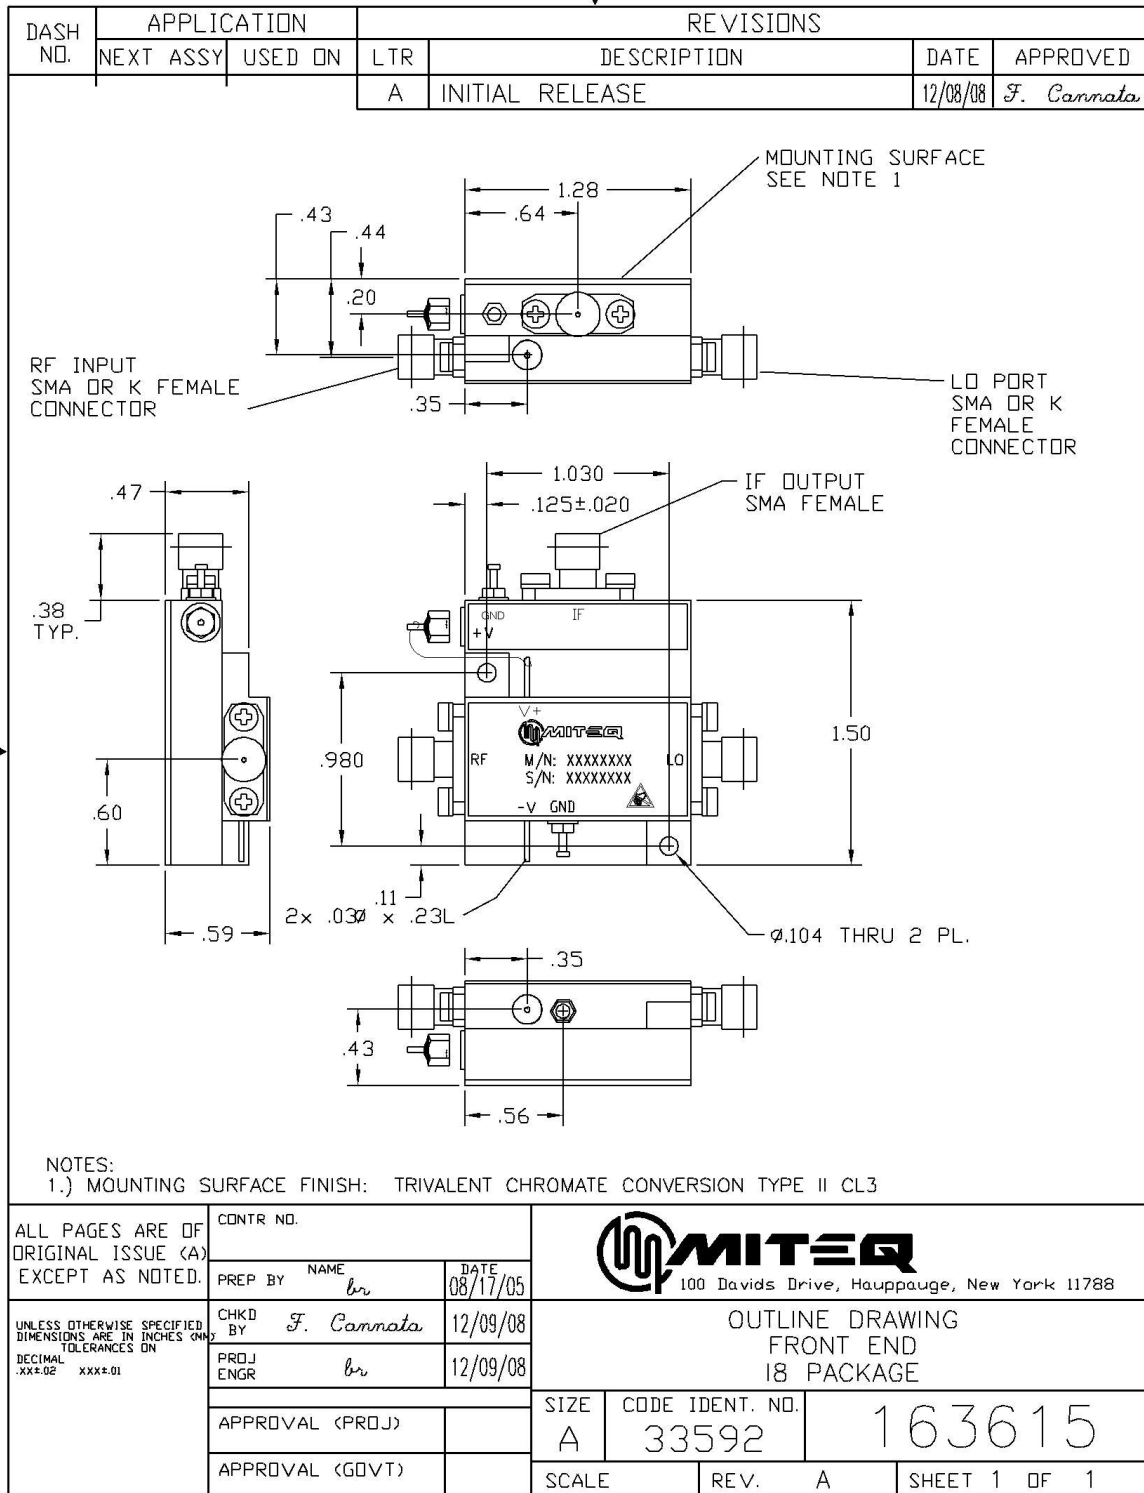 DASH NO.
APPLICATION
NEXT ASSY USED ON
REVISIONS
LTR DESCRIPTION DATE APPROVED
A INITIAL RELEASE 12/08/08 F. Cannata
MOUNTING SURFACE
SEE NOTE 1
1.28
.64
.43
.44
.20
RF INPUT
SMA OR K FEMALE
CONNECTOR
.35
LO PORT
SMA OR K
FEMALE
CONNECTOR
1.030
.125±.020
IF OUTPUT
SMA FEMALE
.47
.38
TYP.
GND
IF
+V
V+
MITEQ
RF
M/N: XXXXXXXX
LO
S/N: XXXXXXXX
-V GND
.980
1.50
.60
.11
2x .03Ø x .23L
.59
Ø.104 THRU 2 PL.
.35
.43
.56
NOTES:
1.) MOUNTING SURFACE FINISH: TRIVALENT CHROMATE CONVERSION TYPE II CL3
ALL PAGES ARE OF
ORIGINAL ISSUE (A)
EXCEPT AS NOTED.
UNLESS OTHERWISE SPECIFIED
DIMENSIONS ARE IN INCHES (MM)
TOLERANCES ON
DECIMAL
.XX±.02 XXX±.01
CONTR NO.
PREP BY NAME br DATE 08/17/05
CHKD BY F. Cannata 12/09/08
PROJ ENGR br 12/09/08
APPROVAL (PROJ)
APPROVAL (GOVT)
MITEQ
100 Davids Drive, Hauppauge, New York 11788
OUTLINE DRAWING
FRONT END
I8 PACKAGE
SIZE
A
CODE IDENT. NO.
33592
163615
SCALE REV. A SHEET 1 OF 1